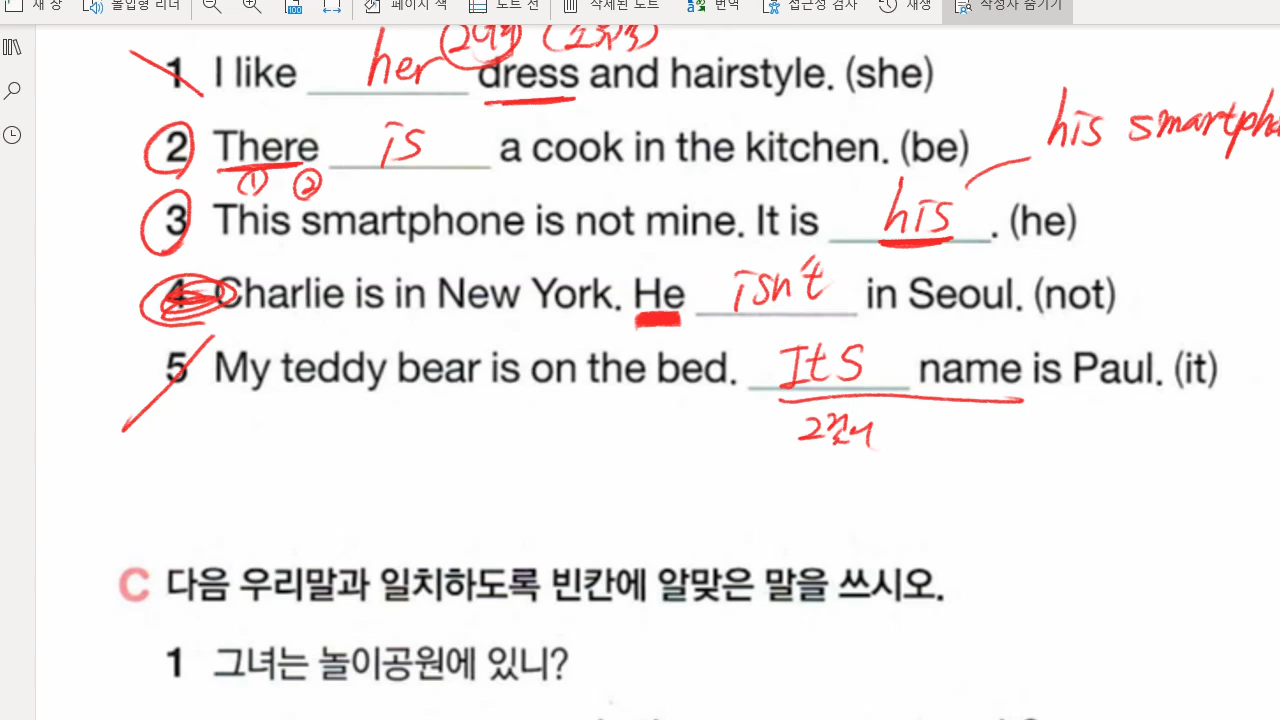 새 창 몰입형 리더 100 페이지 색 노트 선 삭제된 노트 번역 접근성 검사 재생 작성자 숨기기
1 I like her dress and hairstyle. (she)
his smartpho
2 There is a cook in the kitchen. (be)
① ②
3 This smartphone is not mine. It is his. (he)
4 Charlie is in New York. He isn't in Seoul. (not)
5 My teddy bear is on the bed. Its name is Paul. (it)
C 다음 우리말과 일치하도록 빈칸에 알맞은 말을 쓰시오.
1 그녀는 놀이공원에 있니?